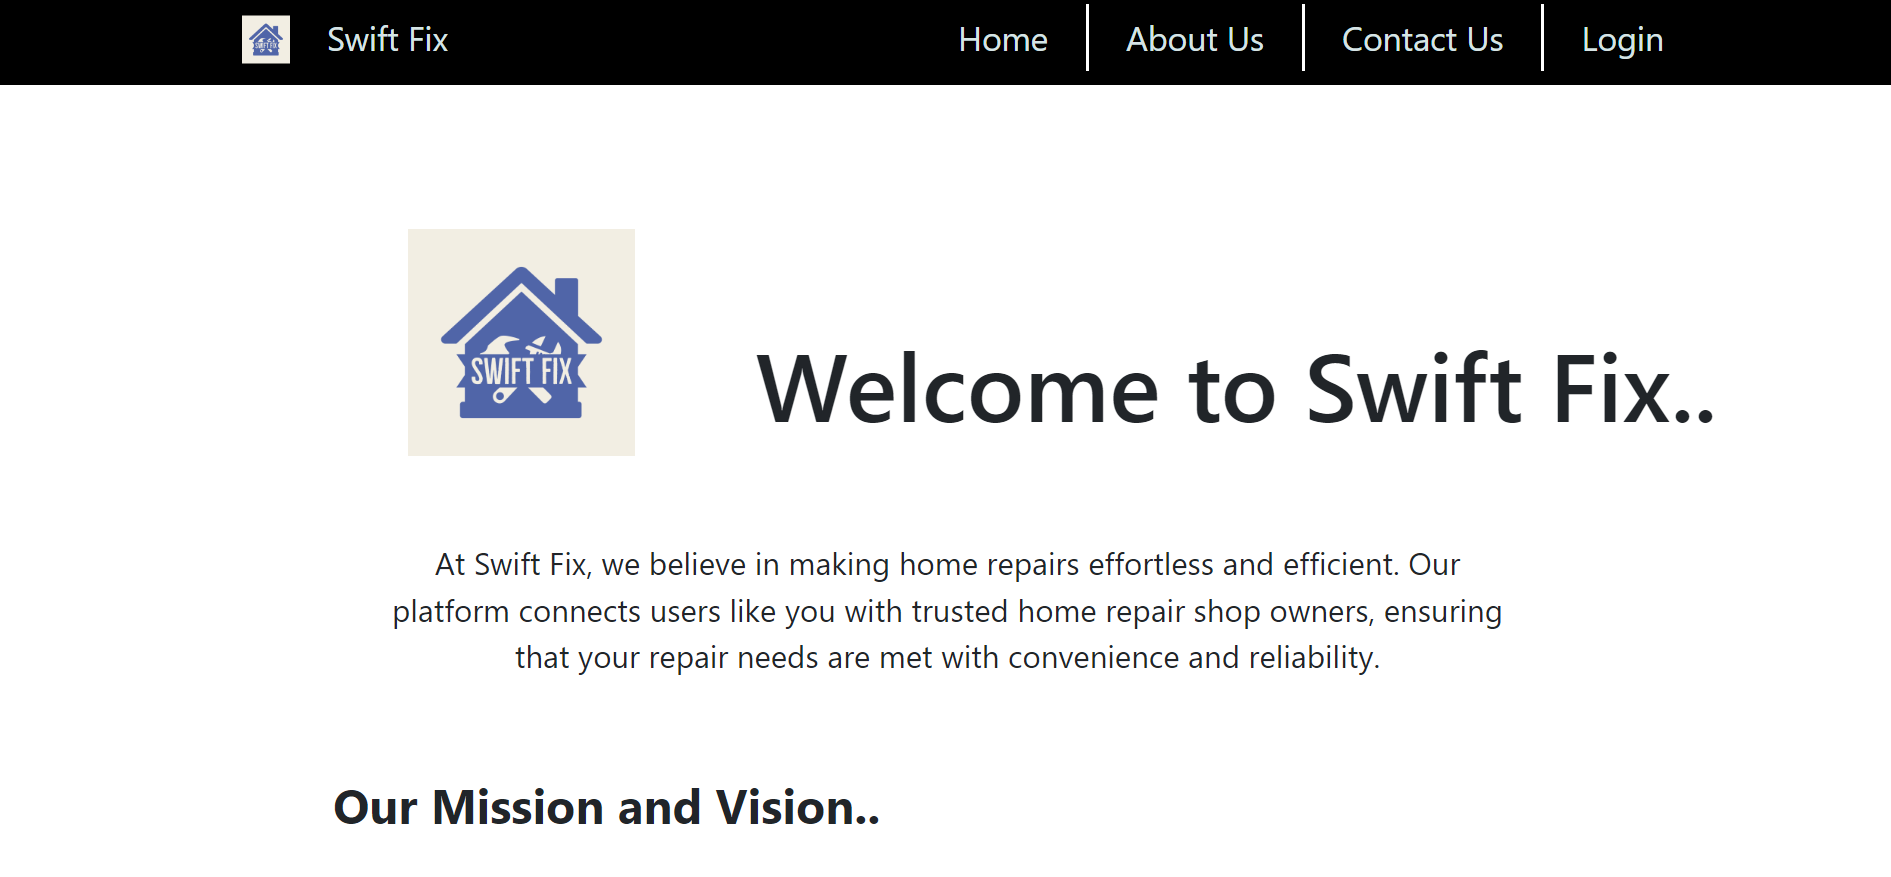 SWIFT FIX
Swift Fix
Home
About Us
Contact Us
Login
SWIFT FIX
Welcome to Swift Fix..
At Swift Fix, we believe in making home repairs effortless and efficient. Our
platform connects users like you with trusted home repair shop owners, ensuring
that your repair needs are met with convenience and reliability.
Our Mission and Vision..